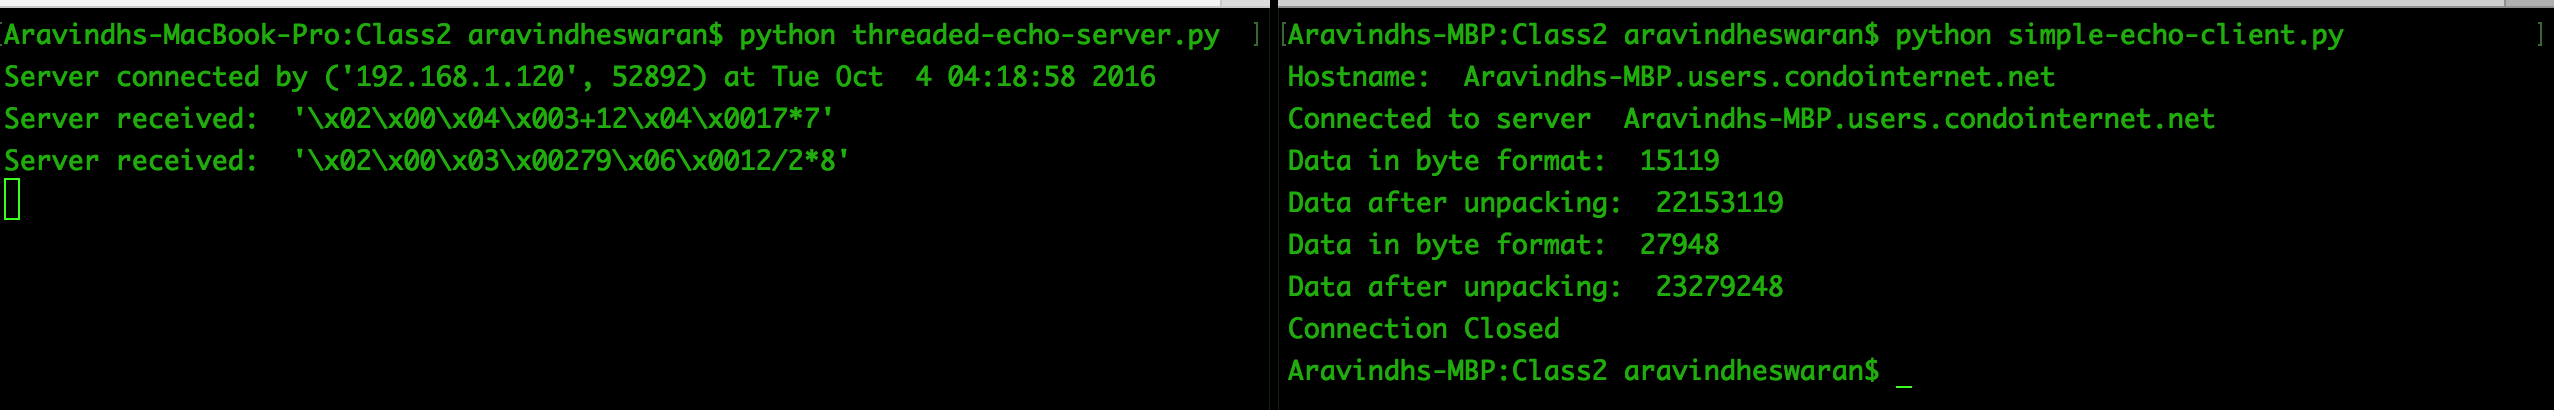 Aravindhs-MacBook-Pro:Class2 aravindheswaran$ python threaded-echo-server.py
Server connected by ('192.168.1.120', 52892) at Tue Oct  4 04:18:58 2016
Server received:  '\x02\x00\x04\x003+12\x04\x0017*7'
Server received:  '\x02\x00\x03\x00279\x06\x0012/2*8'
Aravindhs-MBP:Class2 aravindheswaran$ python simple-echo-client.py
Hostname:  Aravindhs-MBP.users.condointernet.net
Connected to server  Aravindhs-MBP.users.condointernet.net
Data in byte format:  15119
Data after unpacking:  22153119
Data in byte format:  27948
Data after unpacking:  23279248
Connection Closed
Aravindhs-MBP:Class2 aravindheswaran$